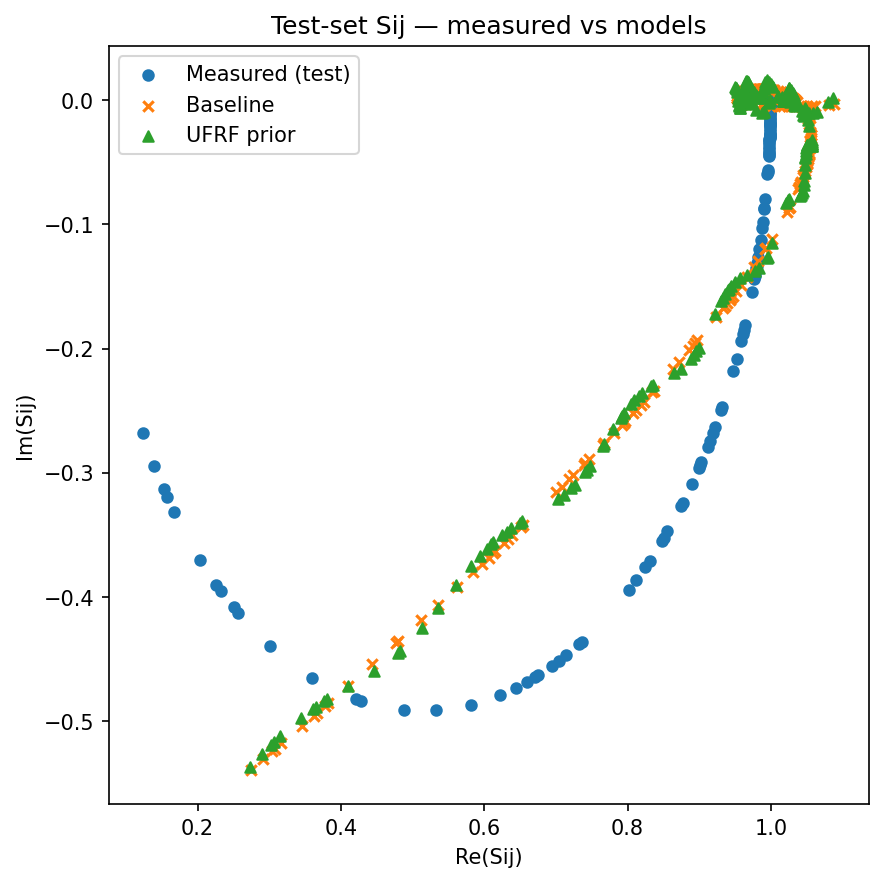 Test-set Sij — measured vs models
Measured (test)
Baseline
UFRF prior
0.0
−0.1
−0.2
−0.3
−0.4
−0.5
Im(Sij)
0.2 0.4 0.6 0.8 1.0
Re(Sij)